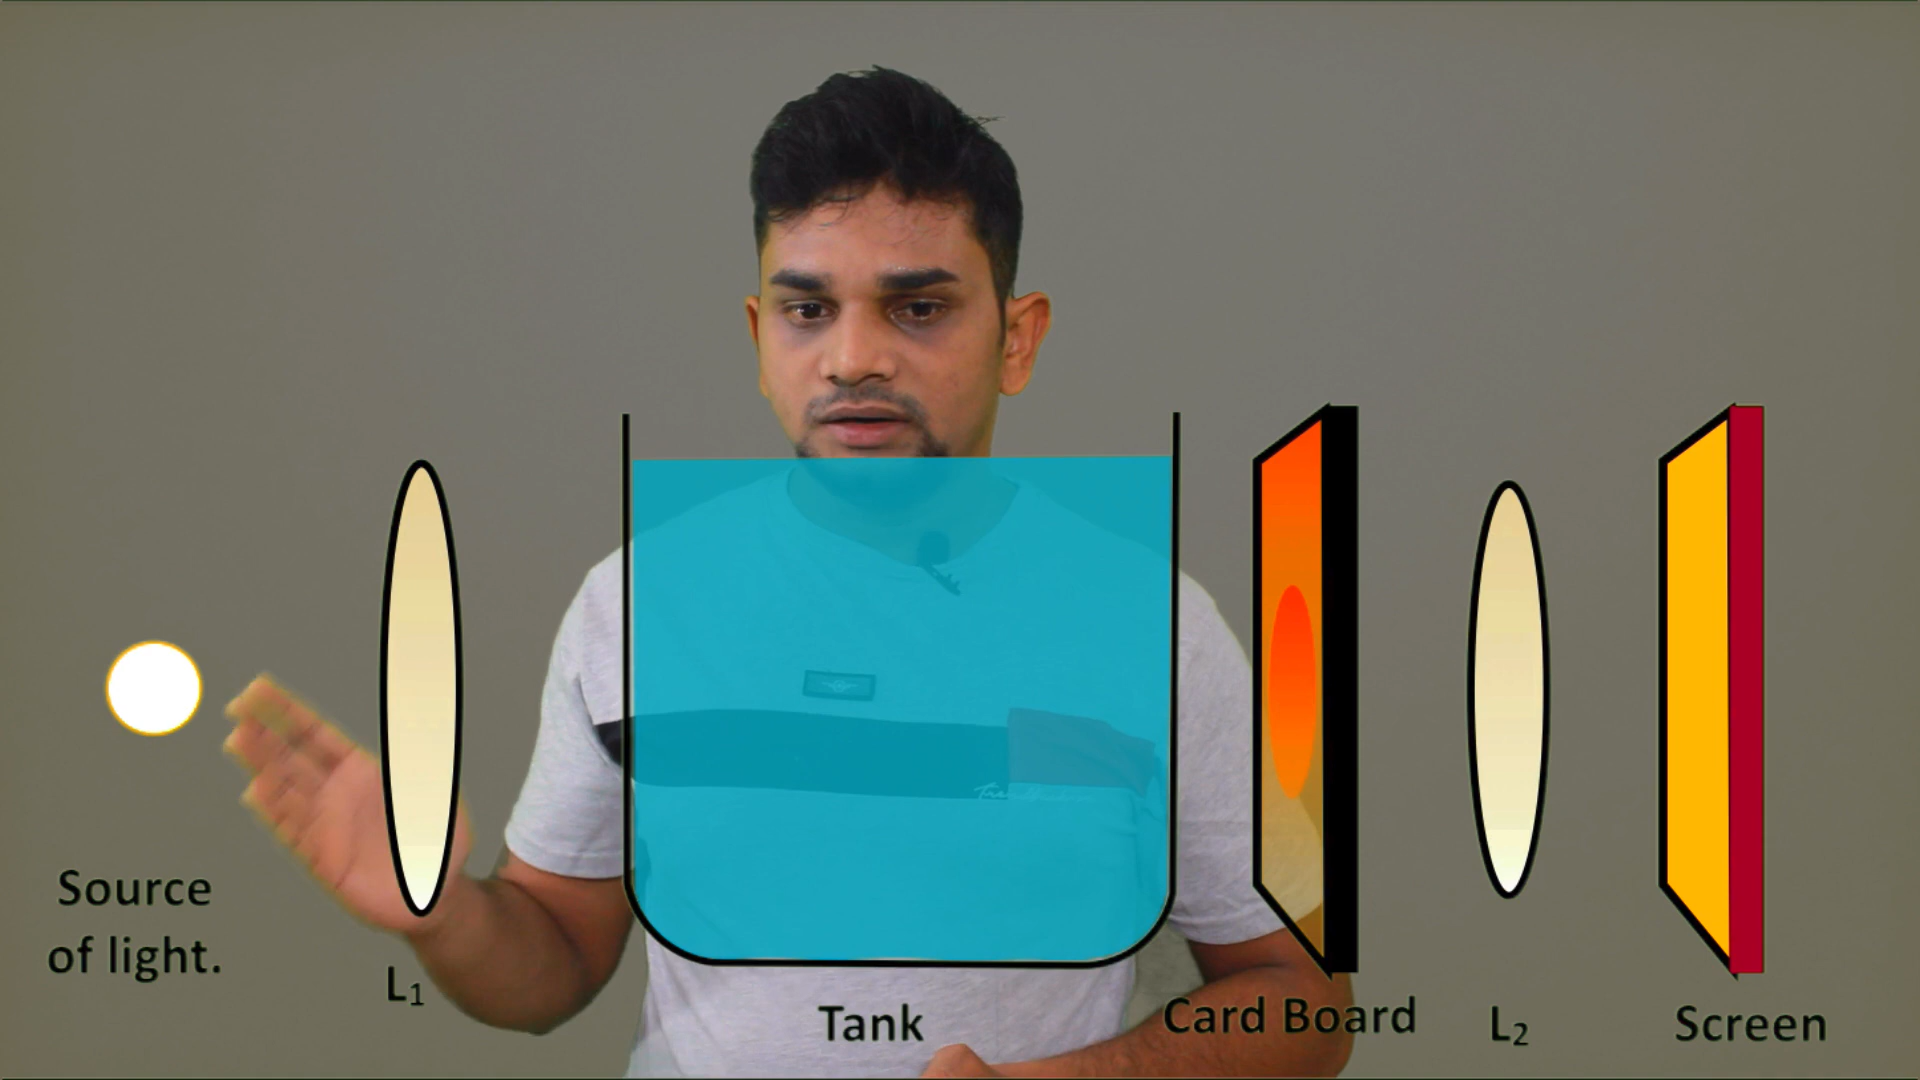 Source
of light.
L₁
Tank
Card Board
L₂
Screen